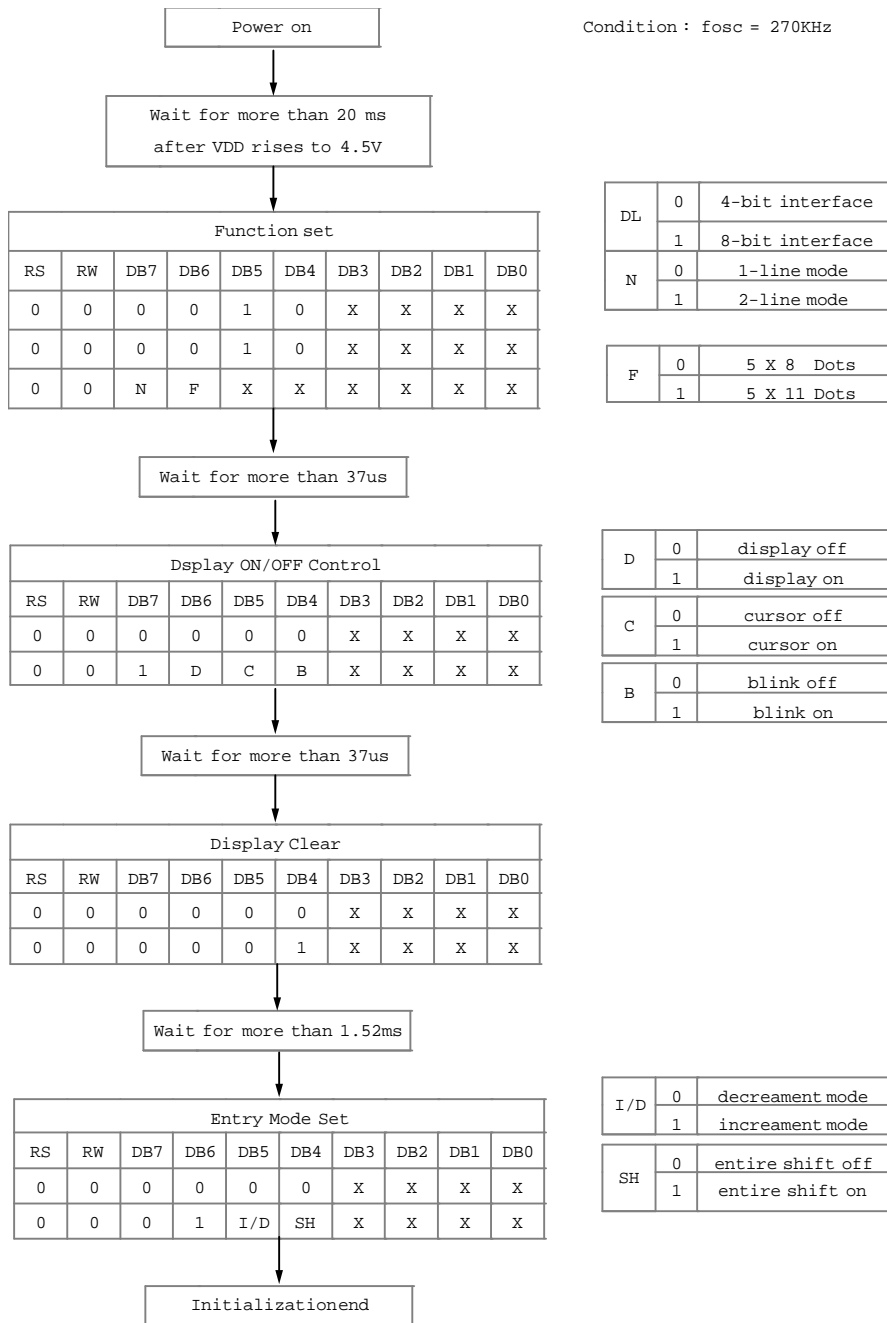 Power on
Condition : fosc = 270KHz
Wait for more than 20 ms
after VDD rises to 4.5V
Function set
RS RW DB7 DB6 DB5 DB4 DB3 DB2 DB1 DB0
0 0 0 0 1 0 X X X X
0 0 0 0 1 0 X X X X
0 0 N F X X X X X X
DL 0 4-bit interface
1 8-bit interface
N 0 1-line mode
1 2-line mode
F 0 5 X 8 Dots
1 5 X 11 Dots
Wait for more than 37us
Dsplay ON/OFF Control
RS RW DB7 DB6 DB5 DB4 DB3 DB2 DB1 DB0
0 0 0 0 0 0 X X X X
0 0 1 D C B X X X X
D 0 display off
1 display on
C 0 cursor off
1 cursor on
B 0 blink off
1 blink on
Wait for more than 37us
Display Clear
RS RW DB7 DB6 DB5 DB4 DB3 DB2 DB1 DB0
0 0 0 0 0 0 X X X X
0 0 0 0 0 1 X X X X
Wait for more than 1.52ms
Entry Mode Set
RS RW DB7 DB6 DB5 DB4 DB3 DB2 DB1 DB0
0 0 0 0 0 0 X X X X
0 0 0 1 I/D SH X X X X
I/D 0 decreament mode
1 increament mode
SH 0 entire shift off
1 entire shift on
Initializationend